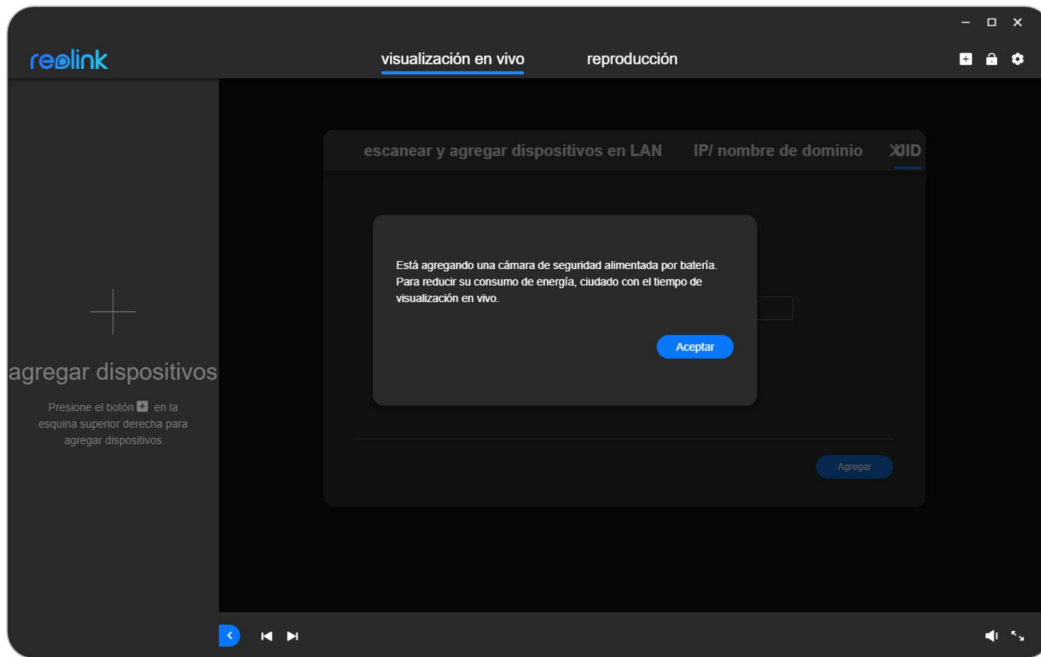 reolink
visualización en vivo
reproducción
escanear y agregar dispositivos en LAN
IP/ nombre de dominio
UID
Está agregando una cámara de seguridad alimentada por batería.
Para reducir su consumo de energía, ciudado con el tiempo de
visualización en vivo.
Aceptar
agregar dispositivos
Presione el botón + en la
esquina superior derecha para
agregar dispositivos
Agregar